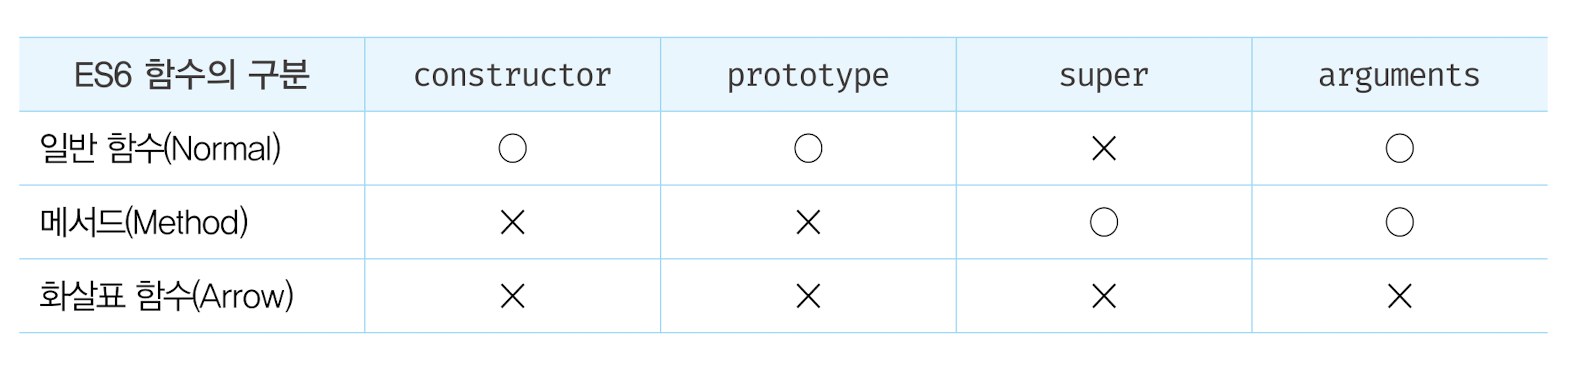 ES6 함수의 구분 constructor prototype super arguments
일반 함수(Normal) ○ ○ × ○
메서드(Method) × × ○ ○
화살표 함수(Arrow) × × × ×